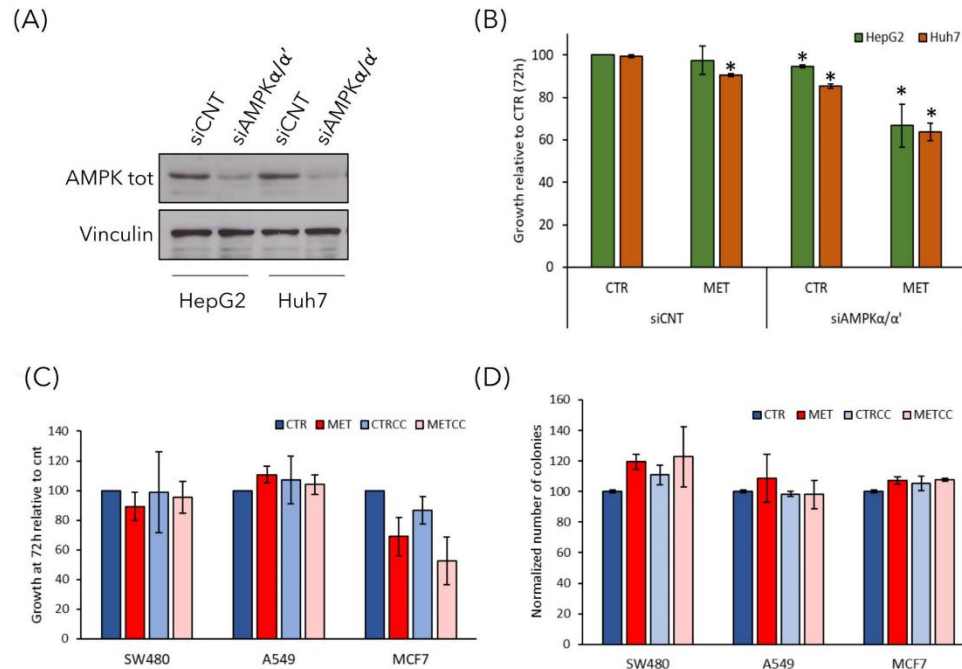 (A)
siCNT
siAMPKα/α'
siCNT
siAMPKα/α'
AMPK tot
Vinculin
HepG2 Huh7
(B)
HepG2 Huh7
Growth relative to CTR (72h)
100
80
60
40
20
0
* * * * *
CTR MET CTR MET
siCNT siAMPKα/α'
(C)
CTR MET CTRCC METCC
Growth at 72h relative to cnt
140
120
100
80
60
40
20
0
SW480 A549 MCF7
(D)
CTR MET CTRCC METCC
Normalized number of colonies
160
140
120
100
80
60
40
20
0
SW480 A549 MCF7